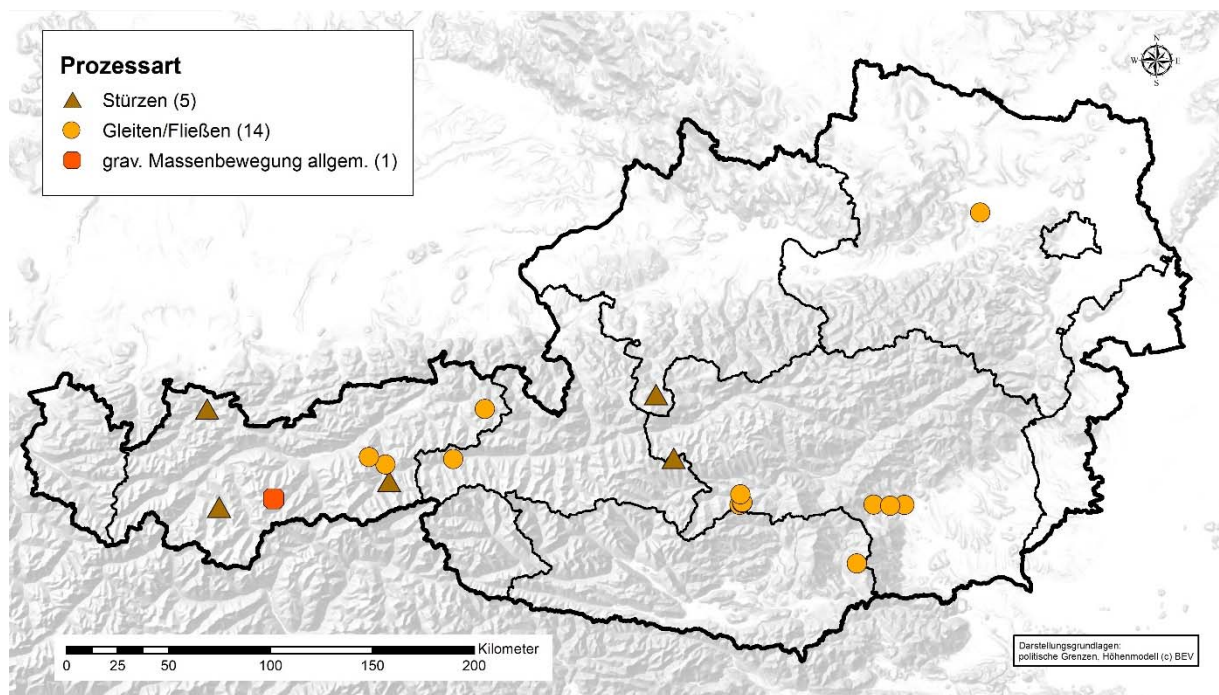 Prozessart
Stürzen (5)
Gleiten/Fließen (14)
grav. Massenbewegung allgem. (1)
N
W E
S
Kilometer
0 25 50 100 150 200
Darstellungsgrundlagen:
politische Grenzen, Höhenmodell (c) BEV